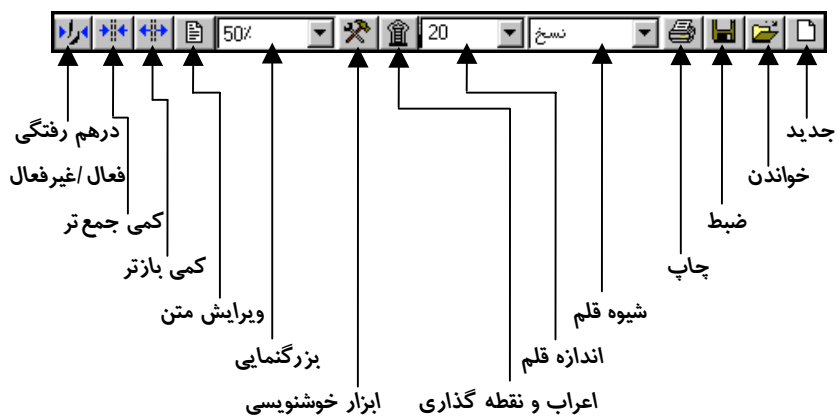 50%
20
نسخ
جدید
درهم رفتگی
فعال/غیرفعال
خواندن
کمی جمع‌تر
ضبط
کمی بازتر
چاپ
ویرایش متن
شیوه قلم
بزرگنمایی
اندازه قلم
ابزار خوشنویسی
اعراب و نقطه گذاری